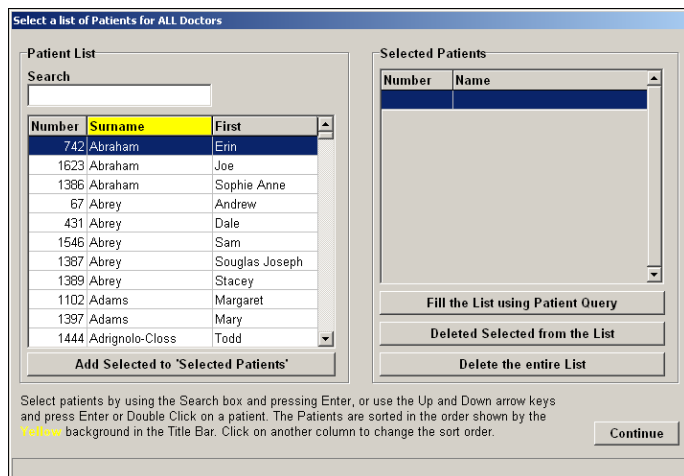 Select a list of Patients for ALL Doctors
Patient List
Search
Number Surname First
742 Abraham Erin
1623 Abraham Joe
1386 Abraham Sophie Anne
67 Abrey Andrew
431 Abrey Dale
1546 Abrey Sam
1387 Abrey Souglas Joseph
1389 Abrey Stacey
1102 Adams Margaret
1397 Adams Mary
1444 Adrignolo-Closs Todd
Add Selected to 'Selected Patients'
Selected Patients
Number Name
Fill the List using Patient Query
Deleted Selected from the List
Delete the entire List
Select patients by using the Search box and pressing Enter, or use the Up and Down arrow keys
and press Enter or Double Click on a patient. The Patients are sorted in the order shown by the
Yellow background in the Title Bar. Click on another column to change the sort order.
Continue